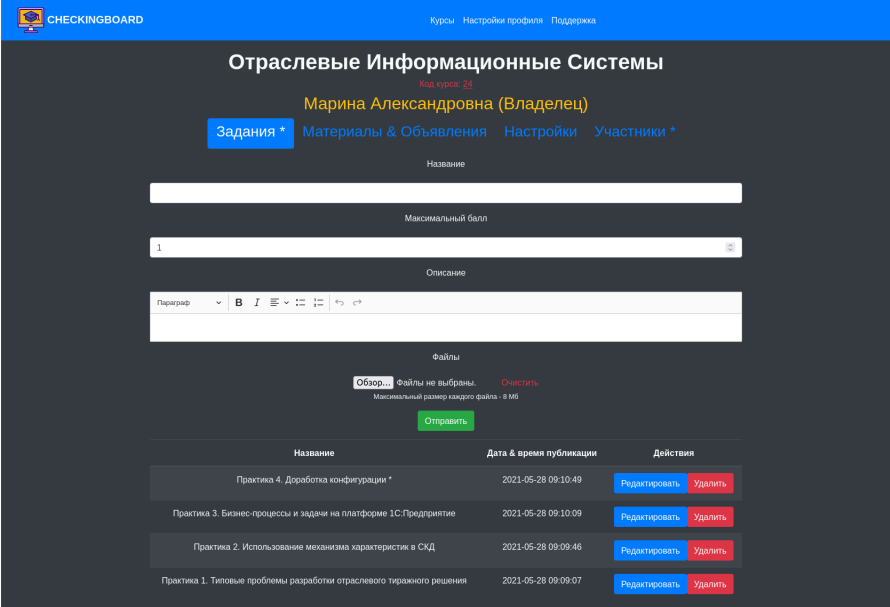 CHECKINGBOARD
Курсы Настройки профиля Поддержка
Отраслевые Информационные Системы
Код курса: 24
Марина Александровна (Владелец)
Задания * Материалы & Объявления Настройки Участники *
Название
Максимальный балл
1
Описание
Параграф B I
Файлы
Обзор... Файлы не выбраны. Очистить
Максимальный размер каждого файла - 8 Мб
Отправить
Название Дата & время публикации Действия
Практика 4. Доработка конфигурации * 2021-05-28 09:10:49 Редактировать Удалить
Практика 3. Бизнес-процессы и задачи на платформе 1С:Предприятие 2021-05-28 09:10:09 Редактировать Удалить
Практика 2. Использование механизма характеристик в СКД 2021-05-28 09:09:46 Редактировать Удалить
Практика 1. Типовые проблемы разработки отраслевого тиражного решения 2021-05-28 09:09:07 Редактировать Удалить